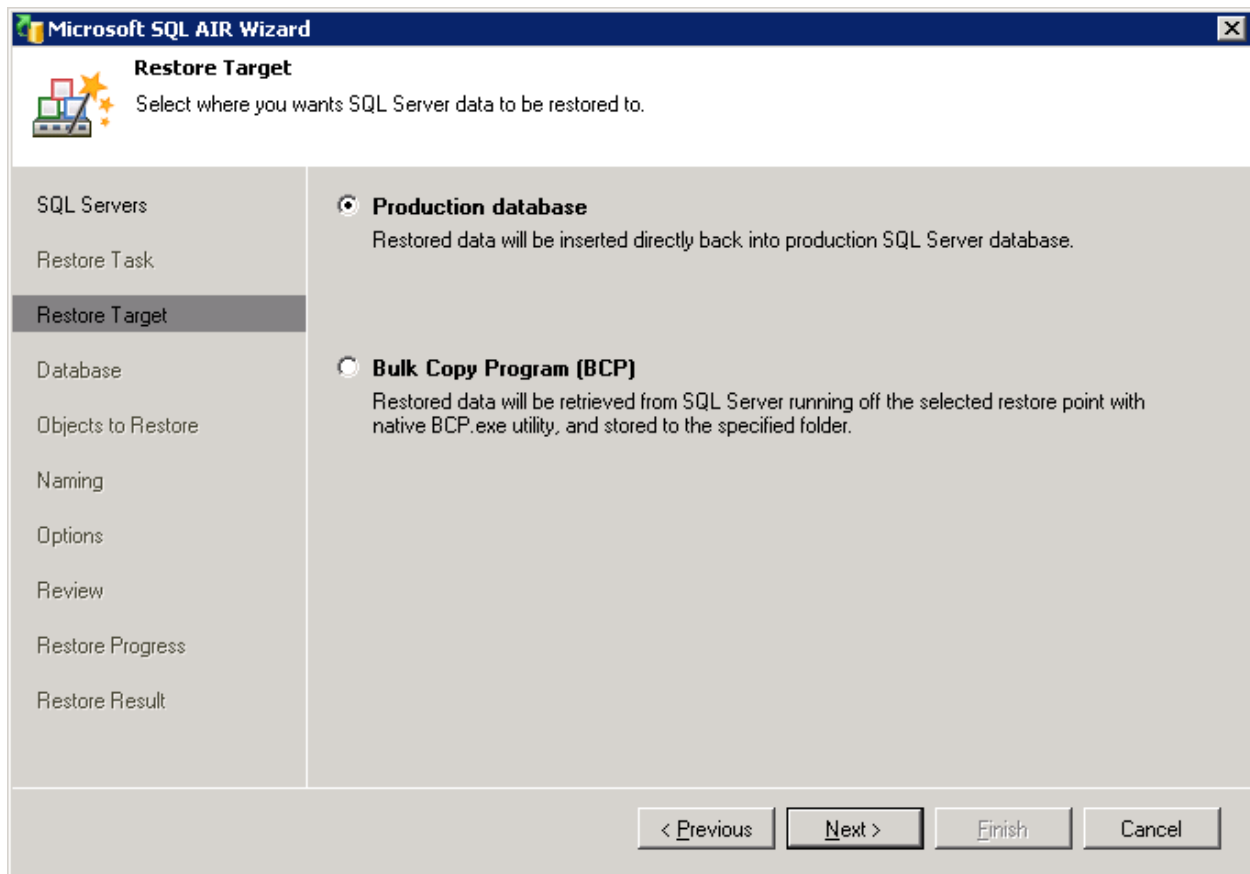 Microsoft SQL AIR Wizard
Restore Target
Select where you wants SQL Server data to be restored to.
SQL Servers
Restore Task
Restore Target
Database
Objects to Restore
Naming
Options
Review
Restore Progress
Restore Result
Production database
Restored data will be inserted directly back into production SQL Server database.
Bulk Copy Program (BCP)
Restored data will be retrieved from SQL Server running off the selected restore point with
native BCP.exe utility, and stored to the specified folder.
< Previous
Next >
Finish
Cancel